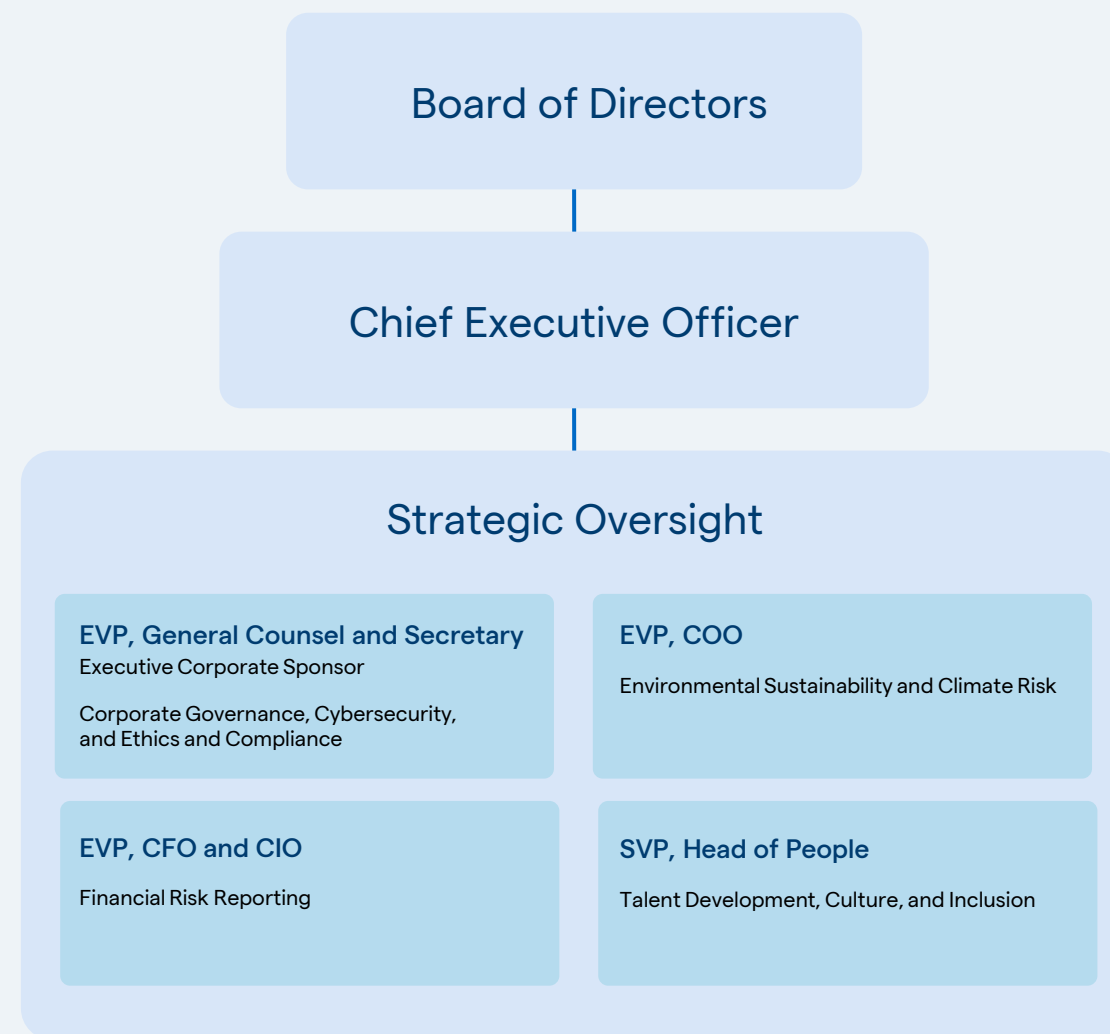 Board of Directors
Chief Executive Officer
Strategic Oversight
EVP, General Counsel and Secretary
Executive Corporate Sponsor
Corporate Governance, Cybersecurity,
and Ethics and Compliance
EVP, COO
Environmental Sustainability and Climate Risk
EVP, CFO and CIO
Financial Risk Reporting
SVP, Head of People
Talent Development, Culture, and Inclusion